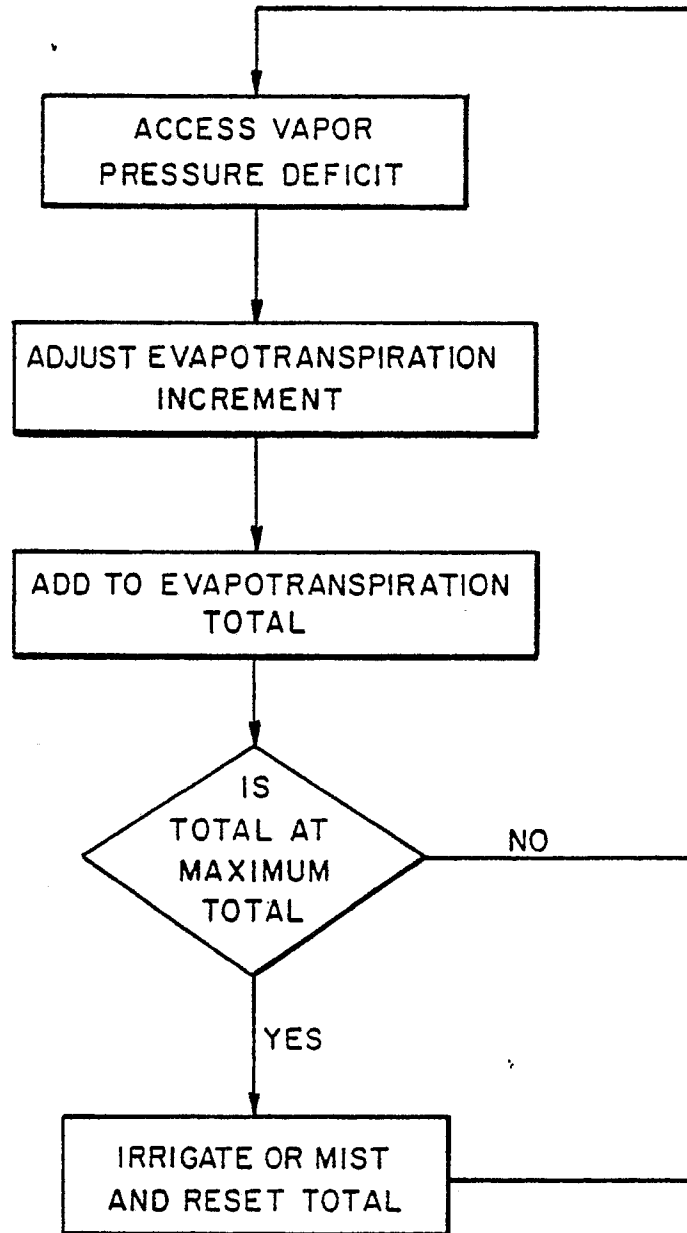 ACCESS VAPOR
PRESSURE DEFICIT
ADJUST EVAPOTRANSPIRATION
INCREMENT
ADD TO EVAPOTRANSPIRATION
TOTAL
IS
TOTAL AT
MAXIMUM
TOTAL
NO
YES
IRRIGATE OR MIST
AND RESET TOTAL